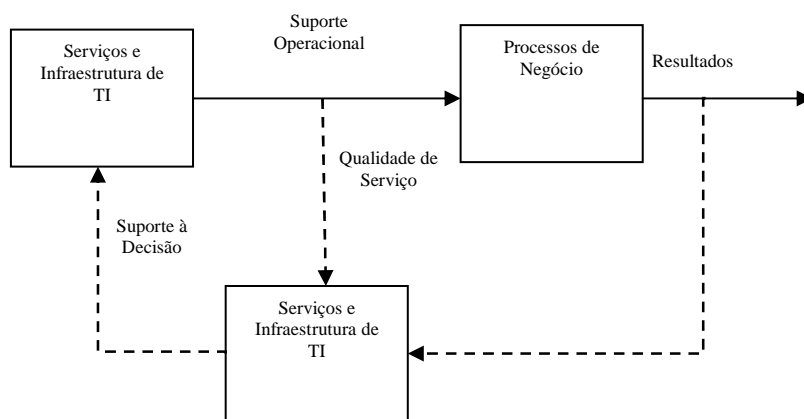 Suporte
Operacional
Serviços e
Infraestrutura de
TI
Processos de
Negócio
Resultados
Qualidade de
Serviço
Suporte à
Decisão
Serviços e
Infraestrutura de
TI